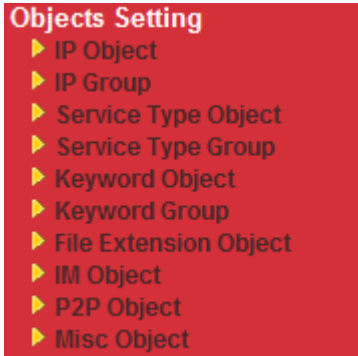 Objects Setting
IP Object
IP Group
Service Type Object
Service Type Group
Keyword Object
Keyword Group
File Extension Object
IM Object
P2P Object
Misc Object